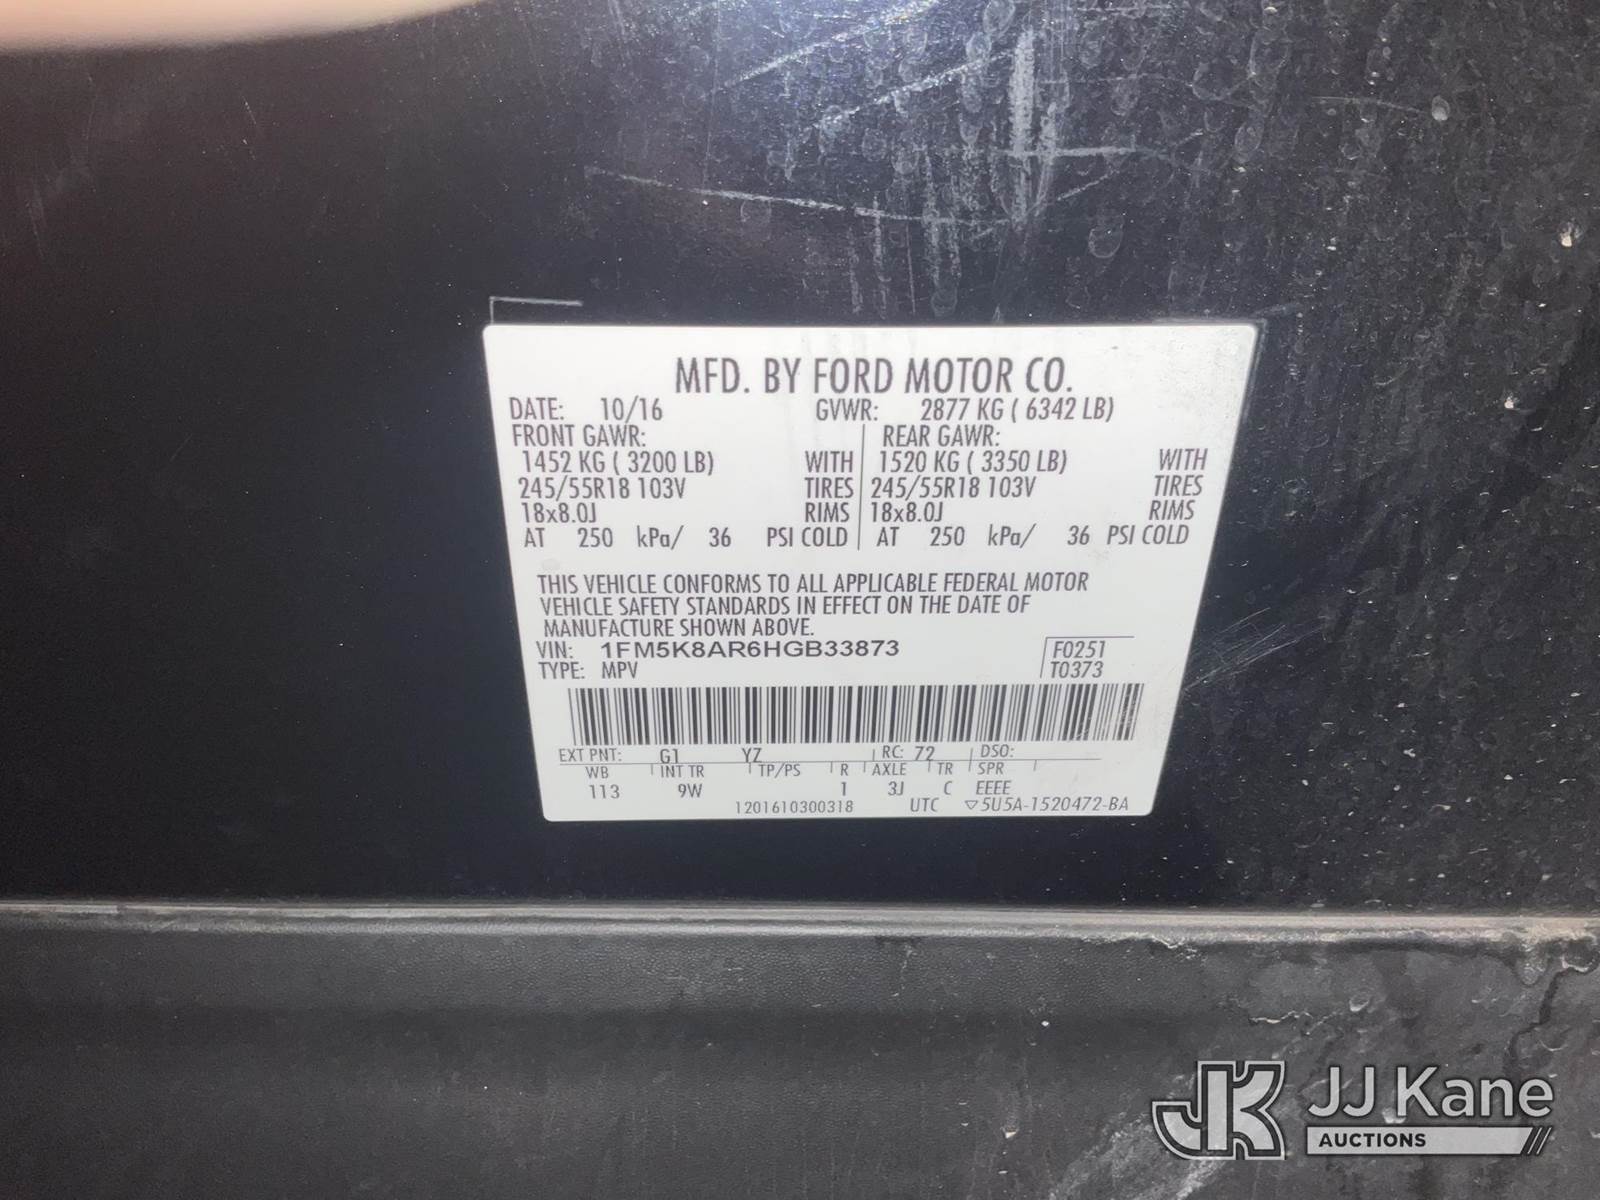 MFD. BY FORD MOTOR CO.
DATE: 10/16 GVWR: 2877 KG ( 6342 LB)
FRONT GAWR: REAR GAWR:
1452 KG ( 3200 LB) WITH 1520 KG ( 3350 LB) WITH
245/55R18 103V TIRES 245/55R18 103V TIRES
18x8.0J RIMS 18x8.0J RIMS
AT 250 kPa/ 36 PSI COLD AT 250 kPa/ 36 PSI COLD
THIS VEHICLE CONFORMS TO ALL APPLICABLE FEDERAL MOTOR
VEHICLE SAFETY STANDARDS IN EFFECT ON THE DATE OF
MANUFACTURE SHOWN ABOVE.
VIN: 1FM5K8AR6HGB33873 F0251
TYPE: MPV T0373
EXT PNT: G1 YZ RC: 72 DSO:
WB INT TR TP/PS R AXLE TR SPR
113 9W 1 3J C EEEE
1201610300318 UTC ▽5U5A-1520472-BA
JK JJ Kane
AUCTIONS